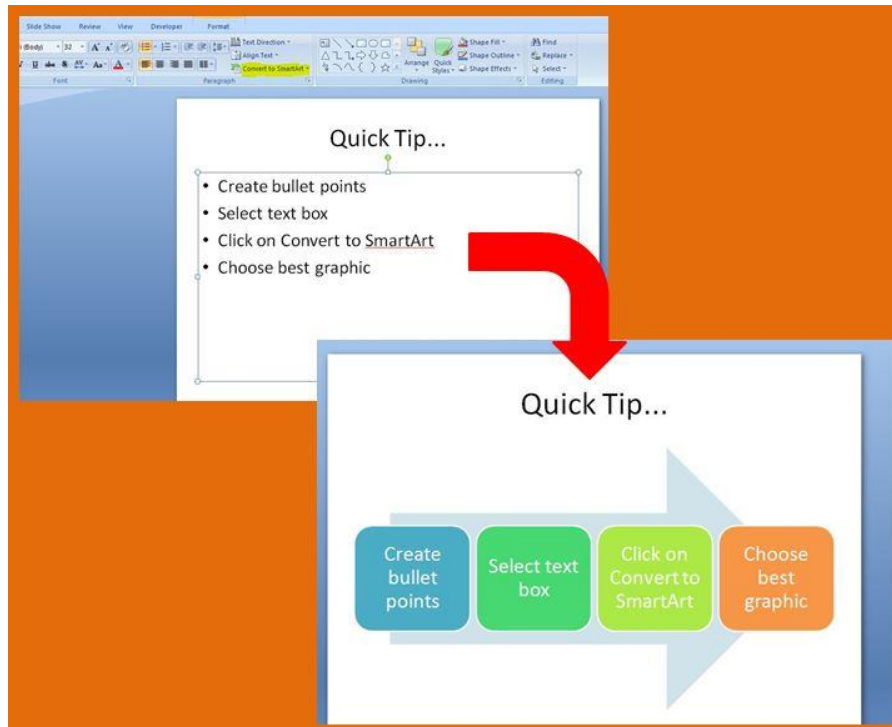 Slide Show Review View Developer Format
(Body) 32 Text Direction Shape Fill Find
Align Text Arrange Quick Styles Shape Outline Replace
Convert to SmartArt Shape Effects Select
Font Paragraph Drawing Editing
Quick Tip...
• Create bullet points
• Select text box
• Click on Convert to SmartArt
• Choose best graphic
Quick Tip...
Create
bullet
points
Select text
box
Click on
Convert to
SmartArt
Choose
best
graphic